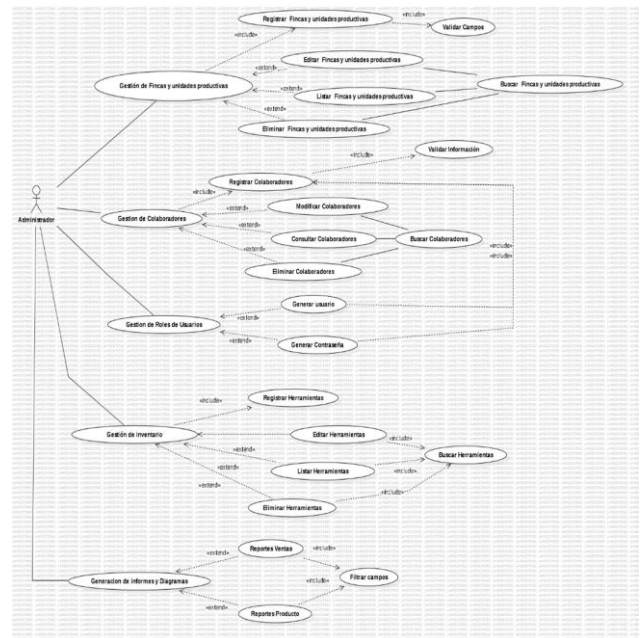 Registrar Fincas y unidades productivas
«include»
Validar Campos
«include»
Editar Fincas y unidades productivas
«extend»
Gestión de Fincas y unidades productivas
Buscar Fincas y unidades productivas
«extend»
Listar Fincas y unidades productivas
«extend»
Eliminar Fincas y unidades productivas
Validar Información
«include»
Registrar Colaboradores
«include»
Administrador
Modificar Colaboradores
«extend»
Gestion de Colaboradores
«extend»
Consultar Colaboradores
Buscar Colaboradores
«extend»
«include»
«include»
Eliminar Colaboradores
Generar usuario
«extend»
Gestion de Roles de Usuarios
«extend»
Generar Contraseña
Registrar Herramientas
«include»
Gestión de Inventario
Editar Herramientas
«include»
«extend»
Buscar Herramientas
«extend»
Listar Herramientas
«include»
«extend»
«include»
Eliminar Herramientas
Reportes Ventas
«include»
«extend»
Generacion de informes y Diagramas
«include»
Filtrar campos
«extend»
Reportes Producto